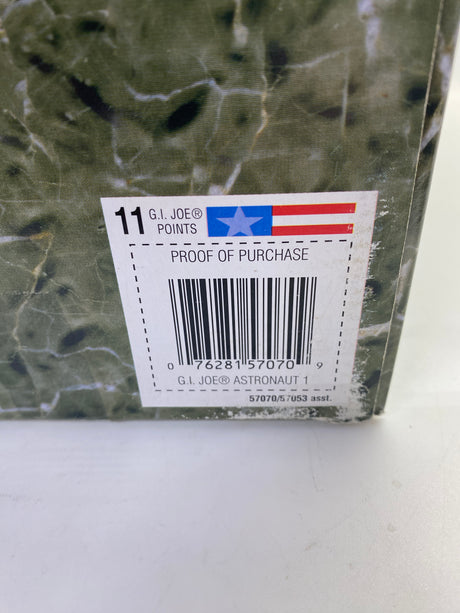 11 G.I. JOE®
POINTS
PROOF OF PURCHASE
0 76281 57070 9
G.I. JOE® ASTRONAUT 1
57070/57053 asst.